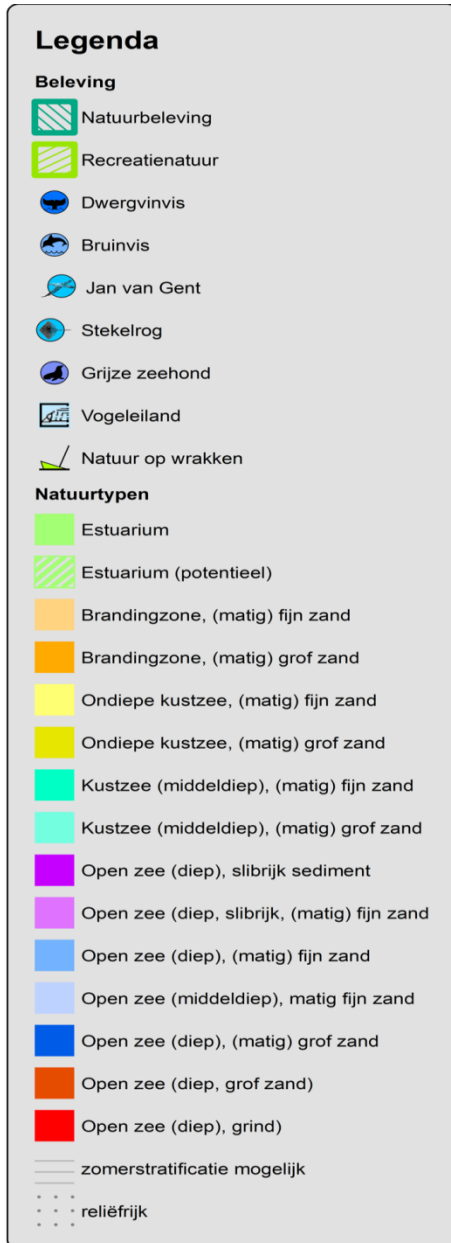 Legenda
Beleving
Natuurbeleving
Recreatienatuur
Dwergvinvis
Bruinvis
Jan van Gent
Stekelrog
Grijze zeehond
Vogeleiland
Natuur op wrakken
Natuurtypen
Estuarium
Estuarium (potentieel)
Brandingzone, (matig) fijn zand
Brandingzone, (matig) grof zand
Ondiepe kustzee, (matig) fijn zand
Ondiepe kustzee, (matig) grof zand
Kustzee (middeldiep), (matig) fijn zand
Kustzee (middeldiep), (matig) grof zand
Open zee (diep), slibrijk sediment
Open zee (diep, slibrijk, (matig) fijn zand
Open zee (diep), (matig) fijn zand
Open zee (middeldiep), matig fijn zand
Open zee (diep), (matig) grof zand
Open zee (diep, grof zand)
Open zee (diep), grind)
zomerstratificatie mogelijk
reliëfrijk